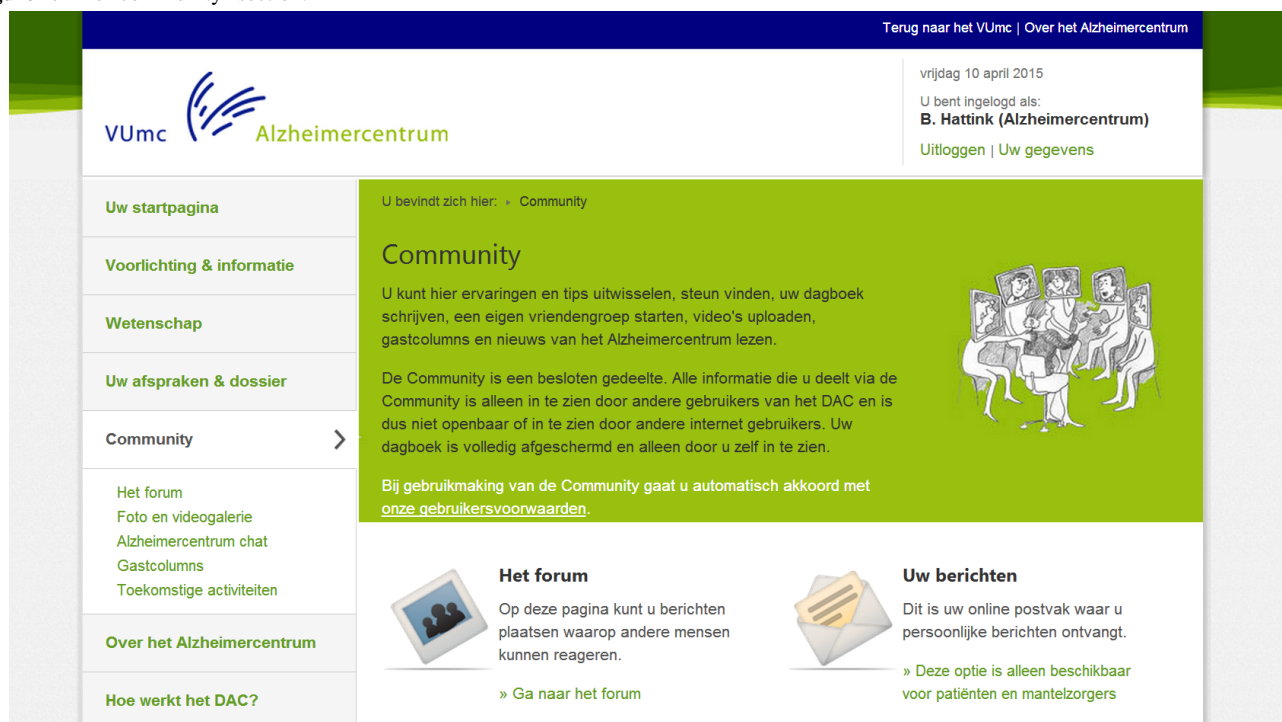 Terug naar het VUmc | Over het Alzheimercentrum
VUmc Alzheimercentrum
vrijdag 10 april 2015
U bent ingelogd als:
B. Hattink (Alzheimercentrum)
Uitloggen | Uw gegevens
Uw startpagina
Voorlichting & informatie
Wetenschap
Uw afspraken & dossier
Community
Het forum
Foto en videogalerie
Alzheimercentrum chat
Gastcolumns
Toekomstige activiteiten
Over het Alzheimercentrum
Hoe werkt het DAC?
U bevindt zich hier: ▸ Community
Community
U kunt hier ervaringen en tips uitwisselen, steun vinden, uw dagboek
schrijven, een eigen vriendengroep starten, video's uploaden,
gastcolumns en nieuws van het Alzheimercentrum lezen.
De Community is een besloten gedeelte. Alle informatie die u deelt via de
Community is alleen in te zien door andere gebruikers van het DAC en is
dus niet openbaar of in te zien door andere internet gebruikers. Uw
dagboek is volledig afgeschermd en alleen door u zelf in te zien.
Bij gebruikmaking van de Community gaat u automatisch akkoord met
onze gebruikersvoorwaarden.
Het forum
Op deze pagina kunt u berichten
plaatsen waarop andere mensen
kunnen reageren.
» Ga naar het forum
Uw berichten
Dit is uw online postvak waar u
persoonlijke berichten ontvangt.
» Deze optie is alleen beschikbaar
voor patiënten en mantelzorgers